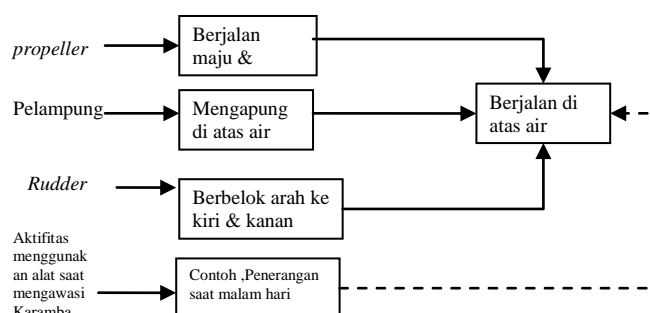 propeller
Berjalan
maju &
Pelampung
Mengapung
di atas air
Berjalan di
atas air
Rudder
Berbelok arah ke
kiri & kanan
Aktifitas
menggunak
an alat saat
mengawasi
Karamba
Contoh ,Penerangan
saat malam hari